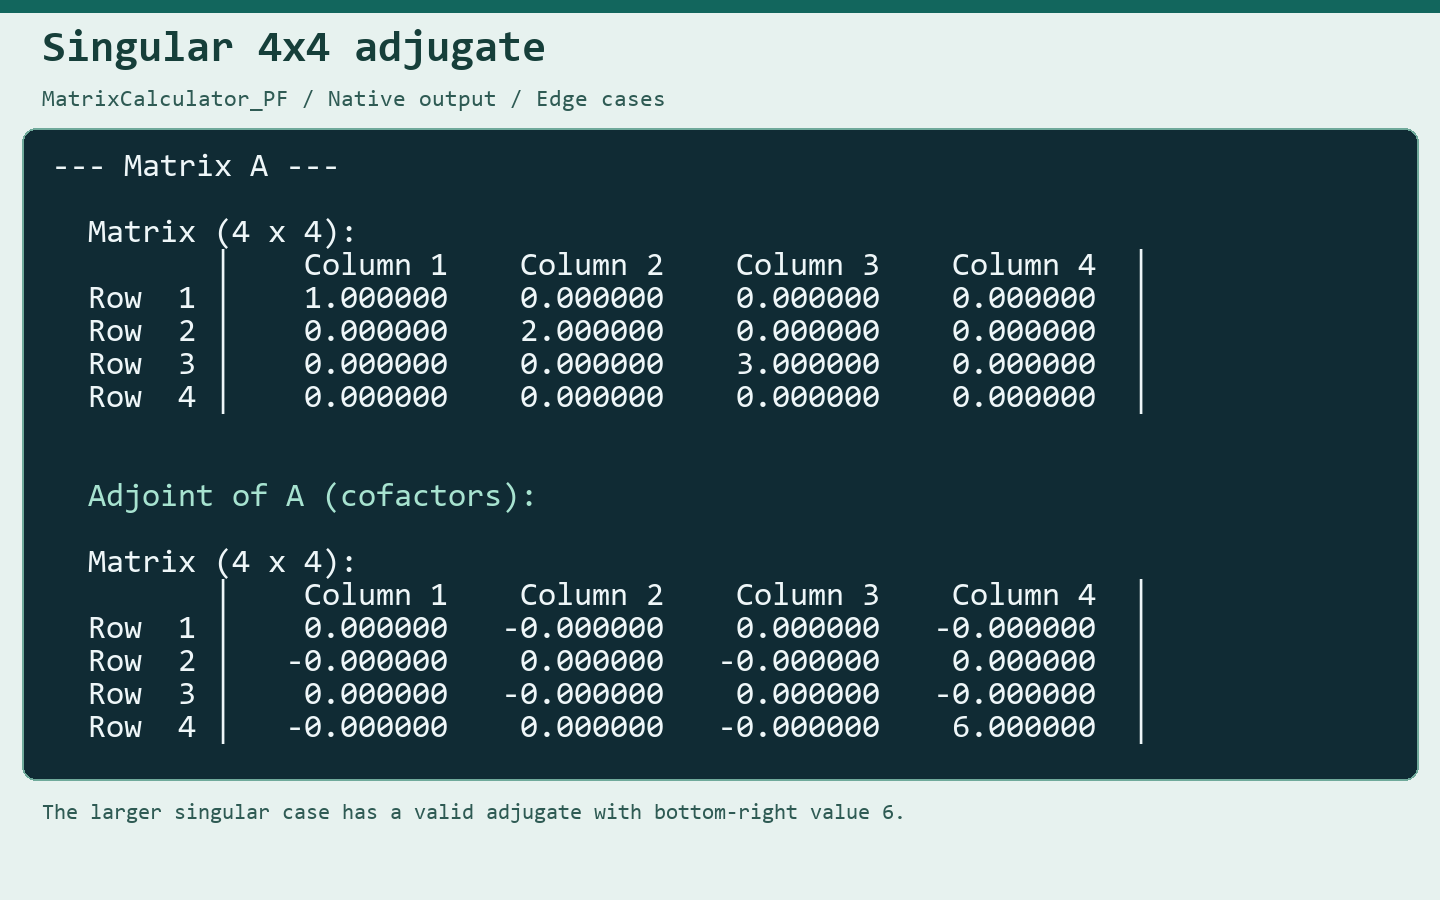 Singular 4x4 adjugate
MatrixCalculator_PF / Native output / Edge cases
--- Matrix A ---
Matrix (4 x 4):
| Column 1 Column 2 Column 3 Column 4 |
Row 1 | 1.000000 0.000000 0.000000 0.000000 |
Row 2 | 0.000000 2.000000 0.000000 0.000000 |
Row 3 | 0.000000 0.000000 3.000000 0.000000 |
Row 4 | 0.000000 0.000000 0.000000 0.000000 |
Adjoint of A (cofactors):
Matrix (4 x 4):
| Column 1 Column 2 Column 3 Column 4 |
Row 1 | 0.000000 -0.000000 0.000000 -0.000000 |
Row 2 | -0.000000 0.000000 -0.000000 0.000000 |
Row 3 | 0.000000 -0.000000 0.000000 -0.000000 |
Row 4 | -0.000000 0.000000 -0.000000 6.000000 |
The larger singular case has a valid adjugate with bottom-right value 6.